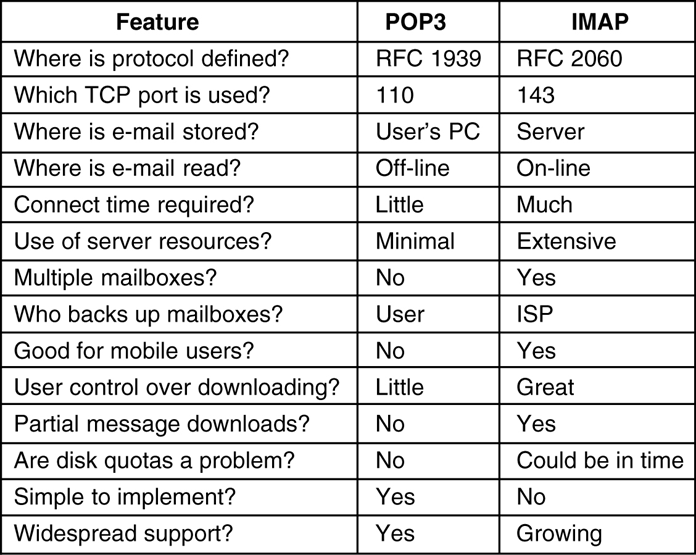 Feature POP3 IMAP
Where is protocol defined? RFC 1939 RFC 2060
Which TCP port is used? 110 143
Where is e-mail stored? User's PC Server
Where is e-mail read? Off-line On-line
Connect time required? Little Much
Use of server resources? Minimal Extensive
Multiple mailboxes? No Yes
Who backs up mailboxes? User ISP
Good for mobile users? No Yes
User control over downloading? Little Great
Partial message downloads? No Yes
Are disk quotas a problem? No Could be in time
Simple to implement? Yes No
Widespread support? Yes Growing